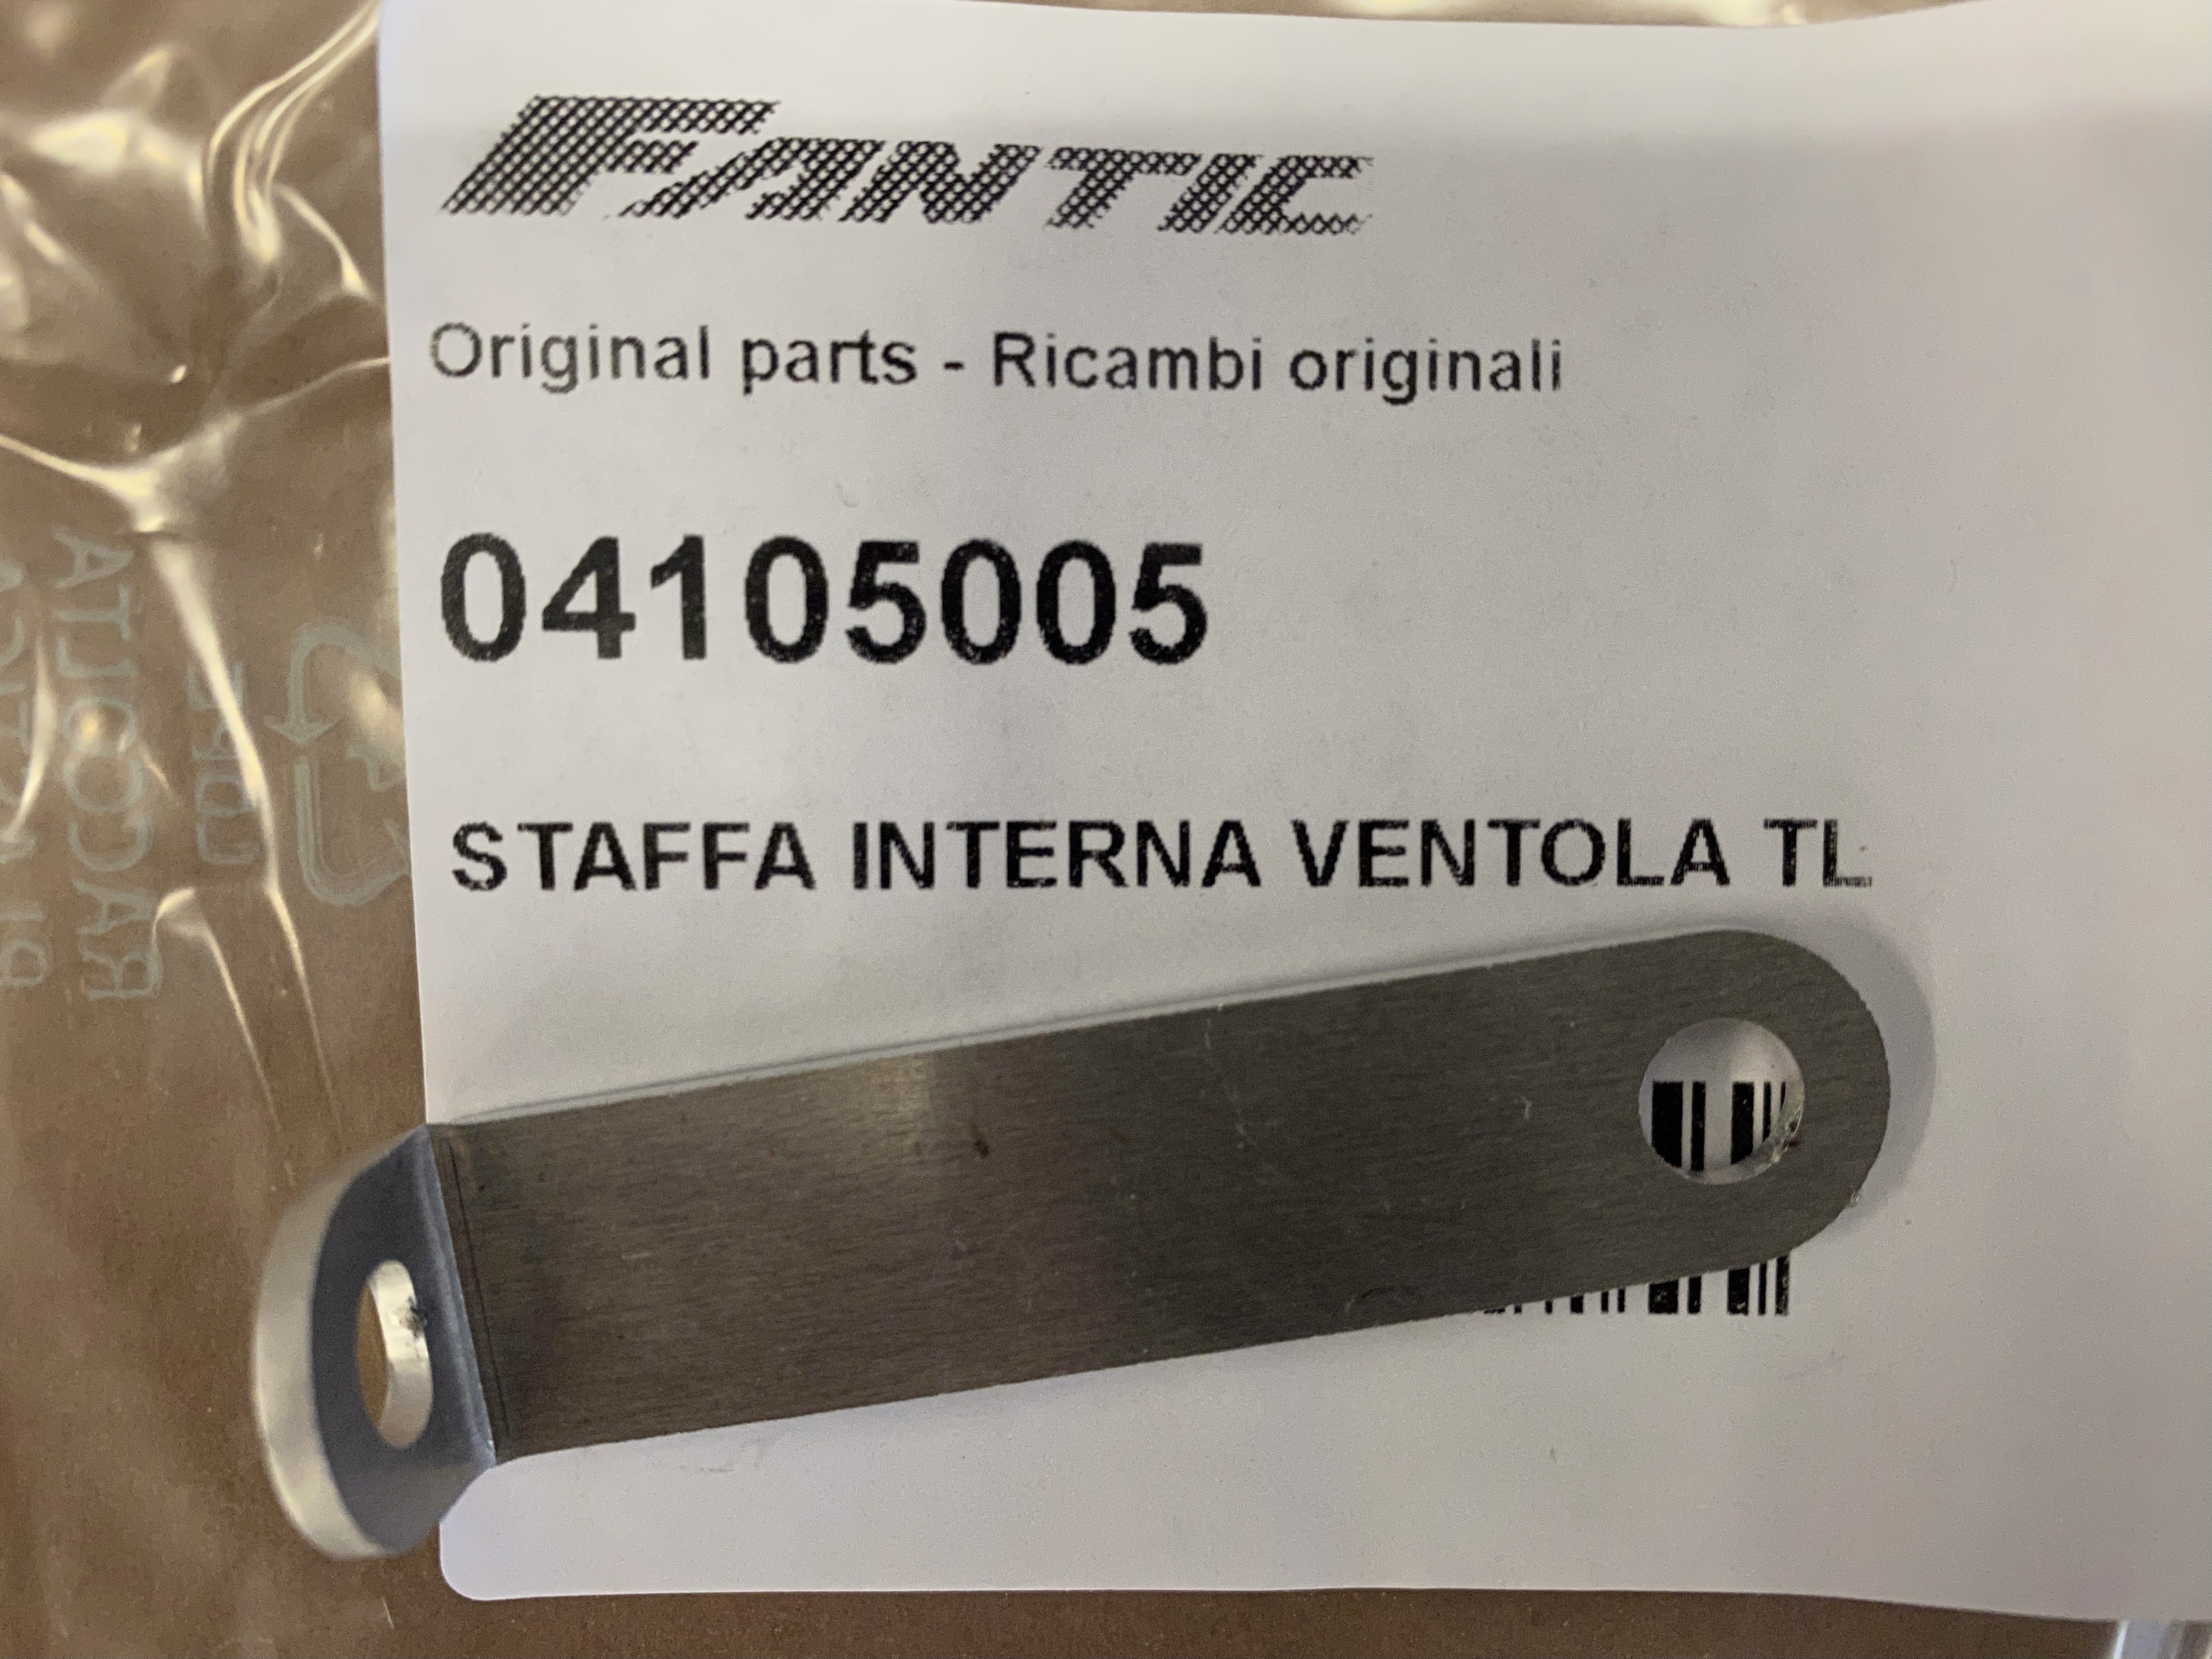 FANTIC
Original parts - Ricambi originali
04105005
STAFFA INTERNA VENTOLA TL